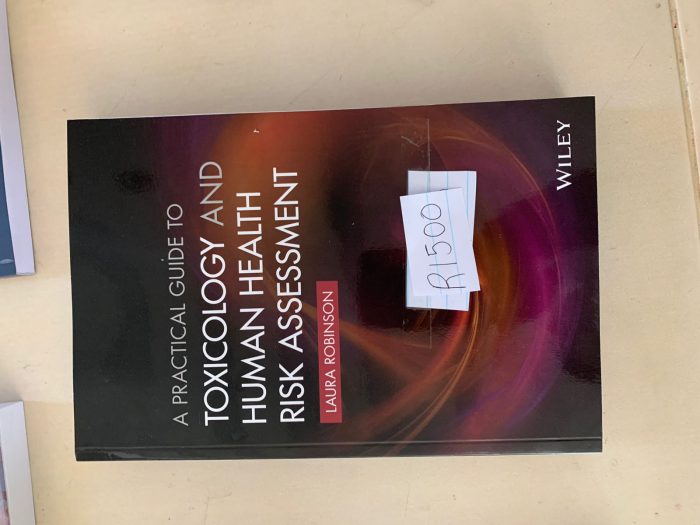 A PRACTICAL GUIDE TO
TOXICOLOGY AND
HUMAN HEALTH
RISK ASSESSMENT
LAURA ROBINSON
R1500
WILEY